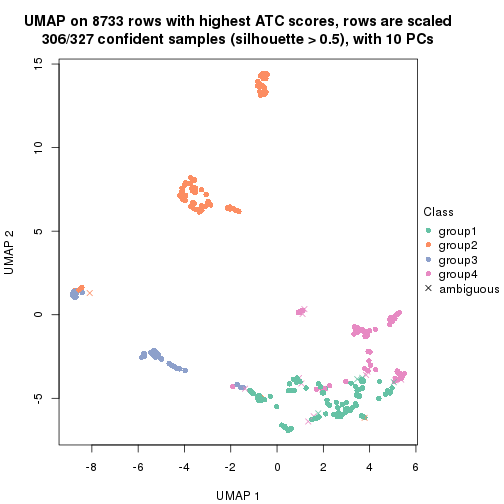 UMAP on 8733 rows with highest ATC scores, rows are scaled
306/327 confident samples (silhouette > 0.5), with 10 PCs
15
10
5
0
-5
UMAP 2
-8 -6 -4 -2 0 2 4 6
UMAP 1
Class
group1
group2
group3
group4
ambiguous